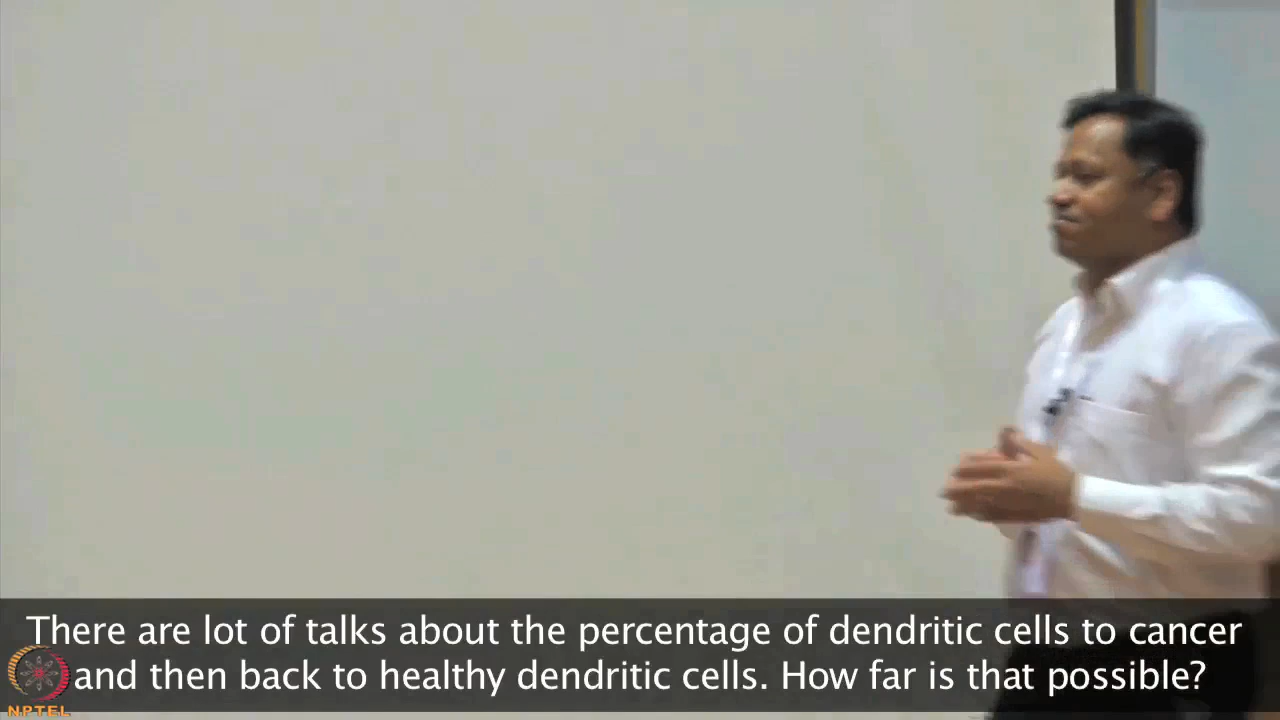 There are lot of talks about the percentage of dendritic cells to cancer
and then back to healthy dendritic cells. How far is that possible?
NPTEL